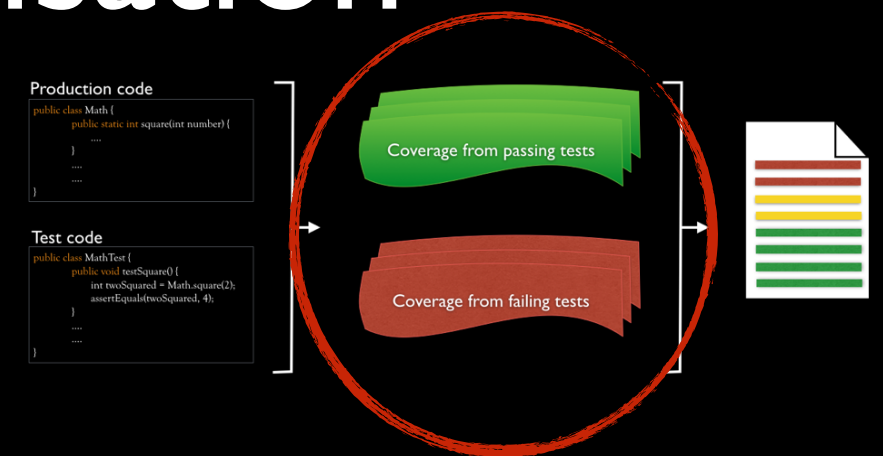 Production code
public class Math {
public static int square(int number) {
....
}
....
....
}
Test code
public class MathTest {
public void testSquare() {
int twoSquared = Math.square(2);
assertEquals(twoSquared, 4);
}
....
....
}
Coverage from passing tests
Coverage from failing tests